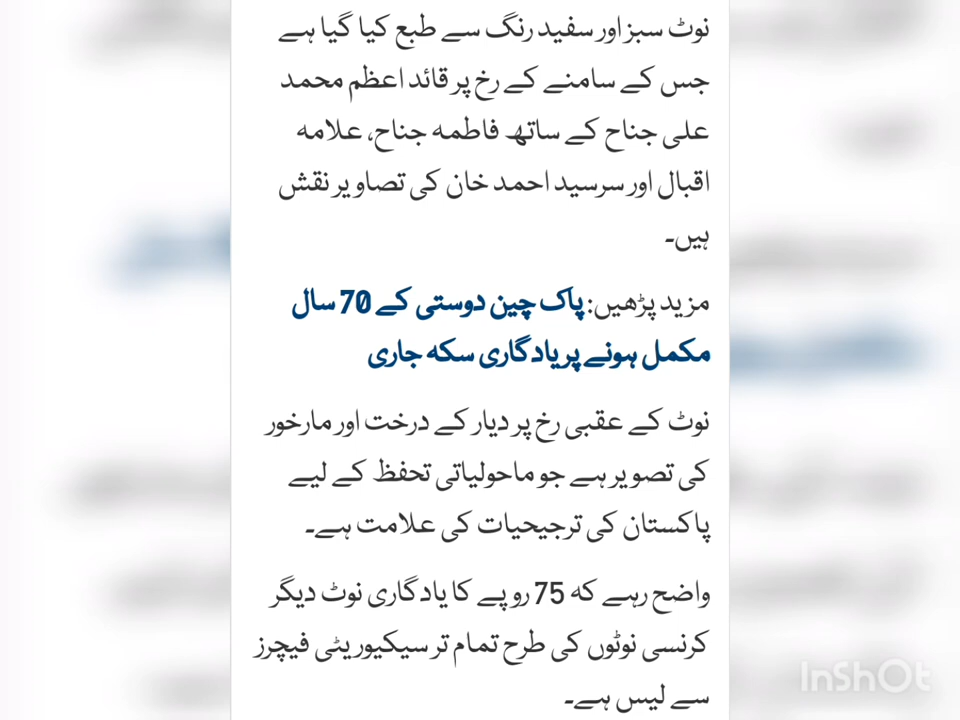 نوٹ سبز اور سفید رنگ سے طبع کیا گیا ہے
جس کے سامنے کے رخ پر قائد اعظم محمد
علی جناح کے ساتھ فاطمہ جناح، علامہ
اقبال اور سرسید احمد خان کی تصاویر نقش
ہیں۔
مزید پڑھیں: پاک چین دوستی کے 70 سال
مکمل ہونے پر یادگاری سکہ جاری
نوٹ کے عقبی رخ پر دیار کے درخت اور مارخور
کی تصویر ہے جو ماحولیاتی تحفظ کے لیے
پاکستان کی ترجیحیات کی علامت ہے۔
واضح رہے کہ 75 روپے کا یادگاری نوٹ دیگر
کرنسی نوٹوں کی طرح تمام تر سیکیوریٹی فیچرز
سے لیس ہے۔
InShOt